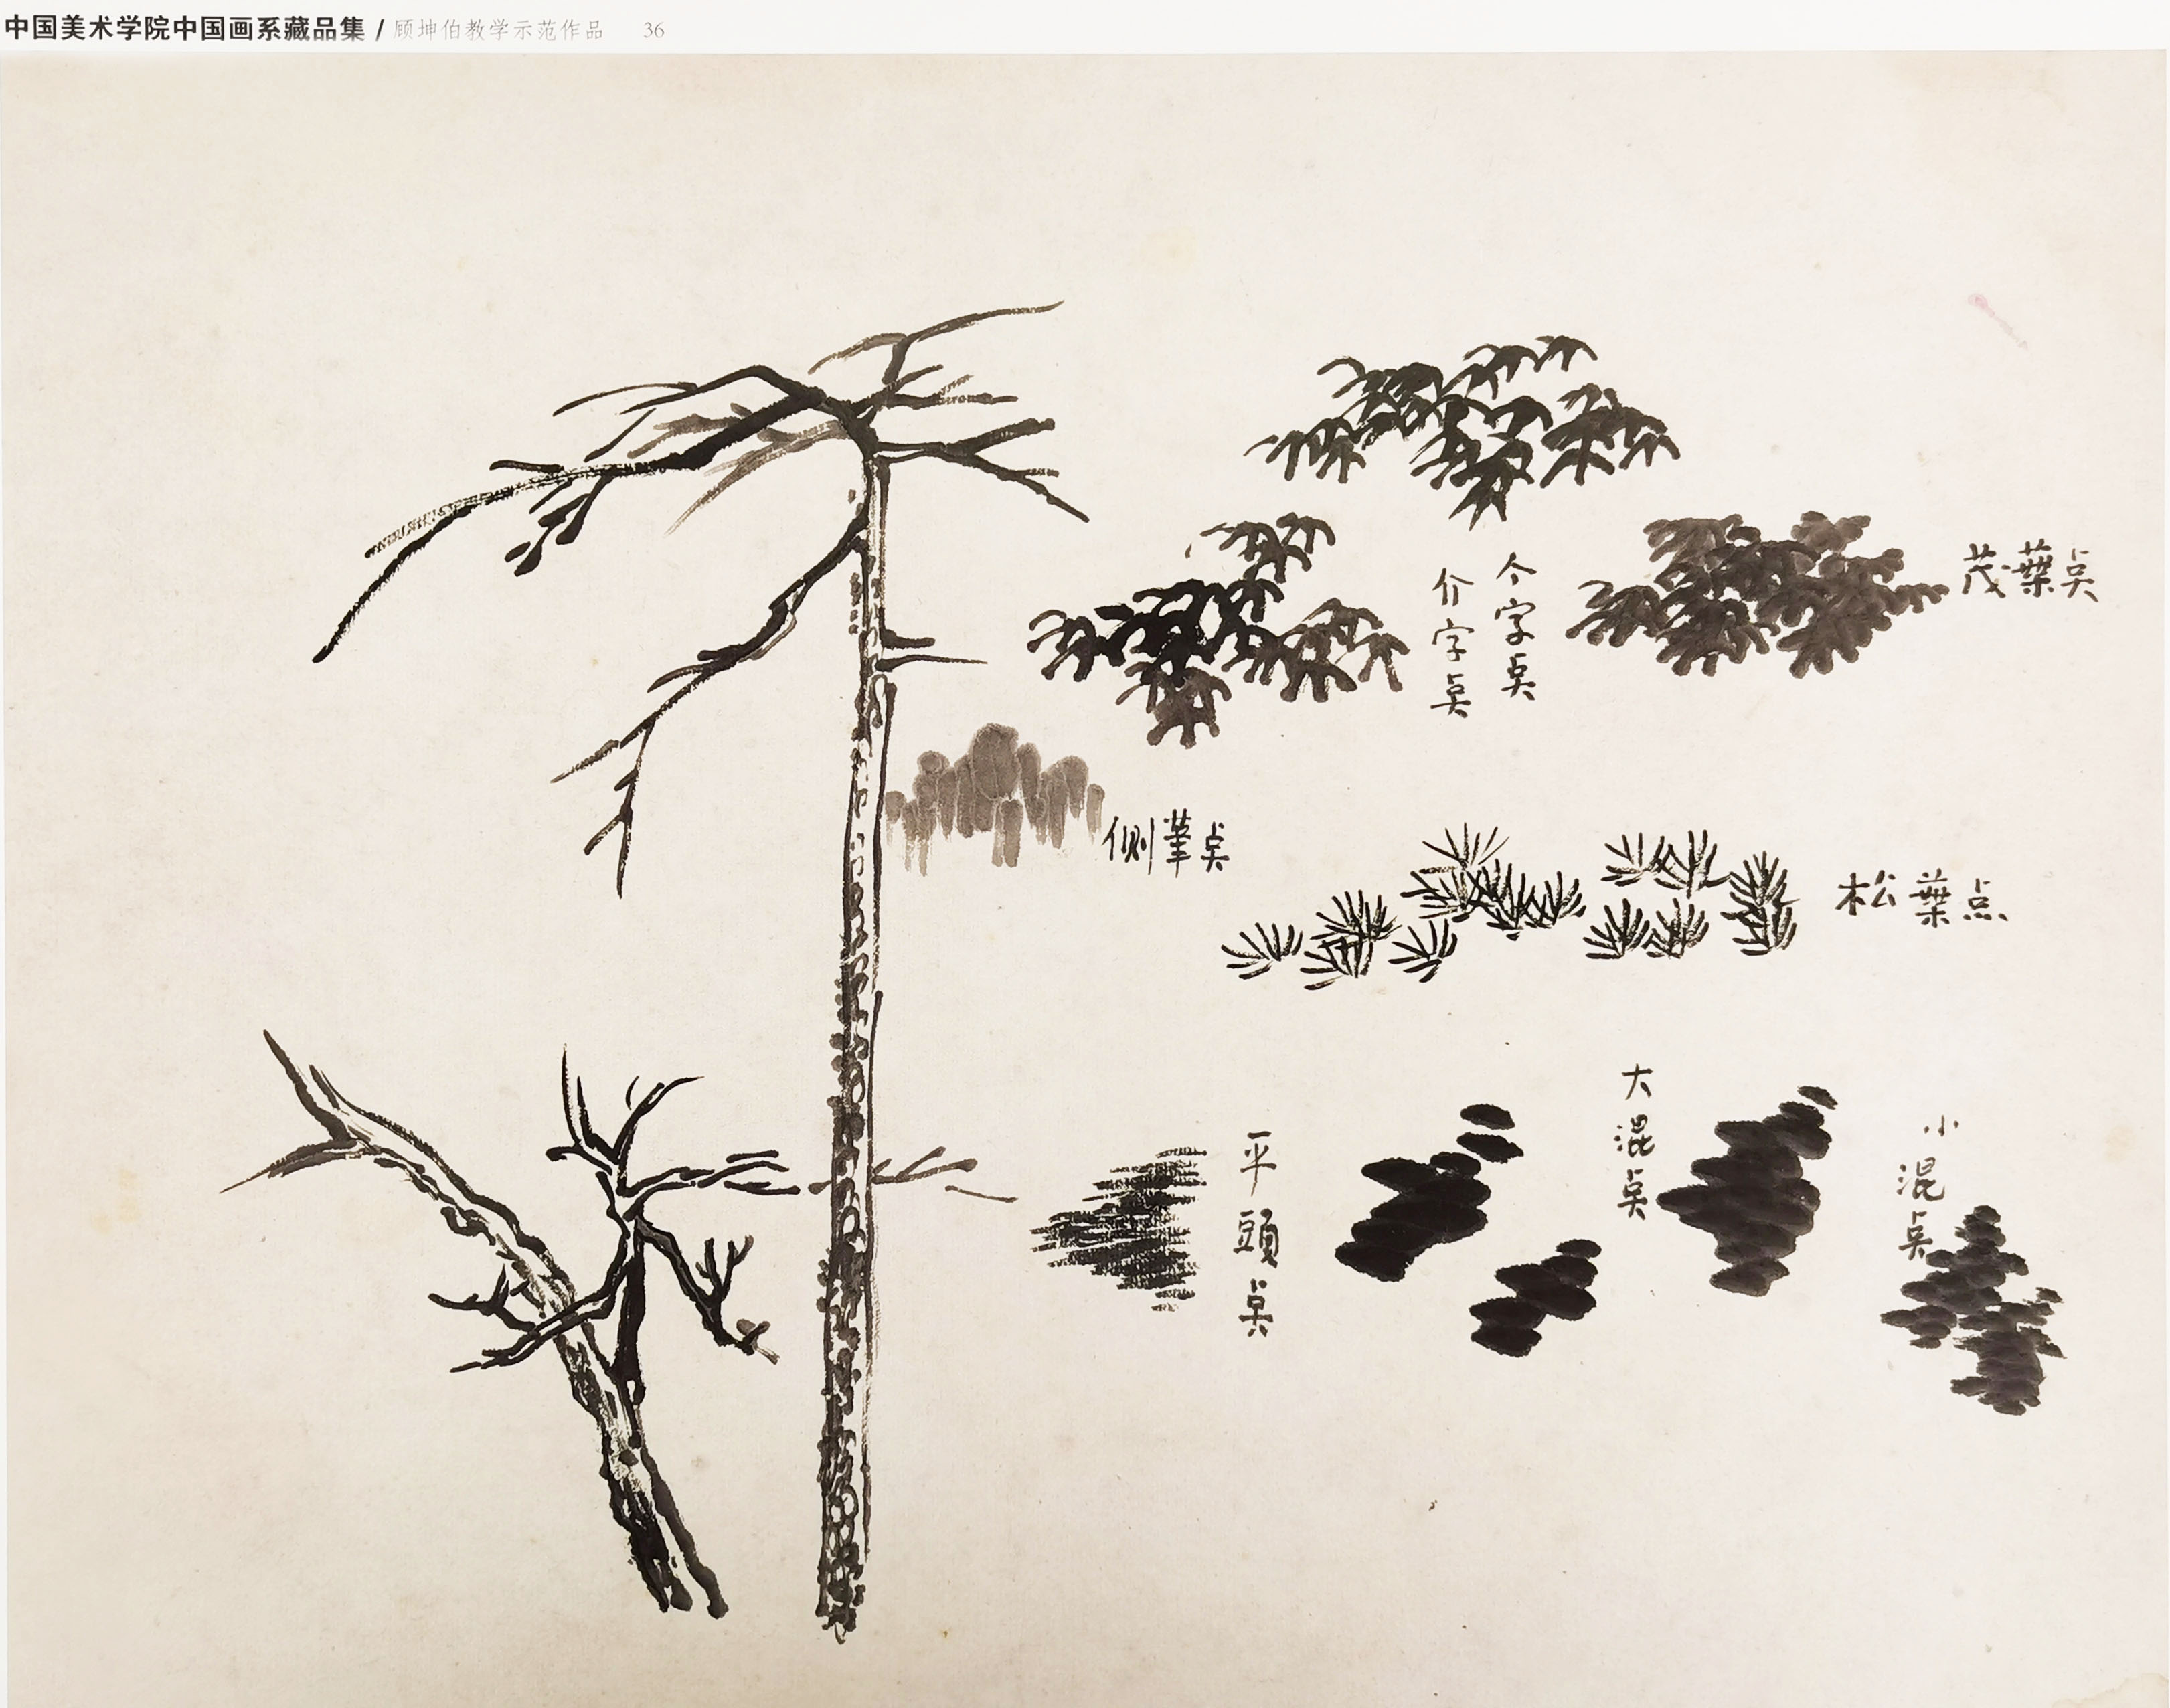 中国美术学院中国画系藏品集 / 顾坤伯教学示范作品 36
个字点
介字点
茂葉点
侧筆点
松葉点
大混点
平頭点
小混点